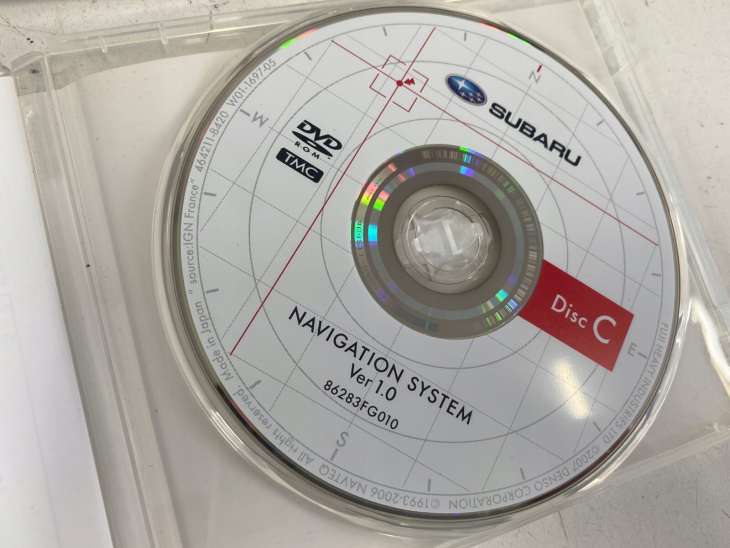 SUBARU
DVD
ROM
TMC
Disc C
NAVIGATION SYSTEM
Ver 1.0
86283FG010
N
E
S
W
FUJI HEAVY INDUSTRIES LTD ©2007 DENSO CORPORATION ©1993-2006 NAVTEQ All rights reserved. Made in Japan "source:IGN France" 464211-8420 W01-1697-05